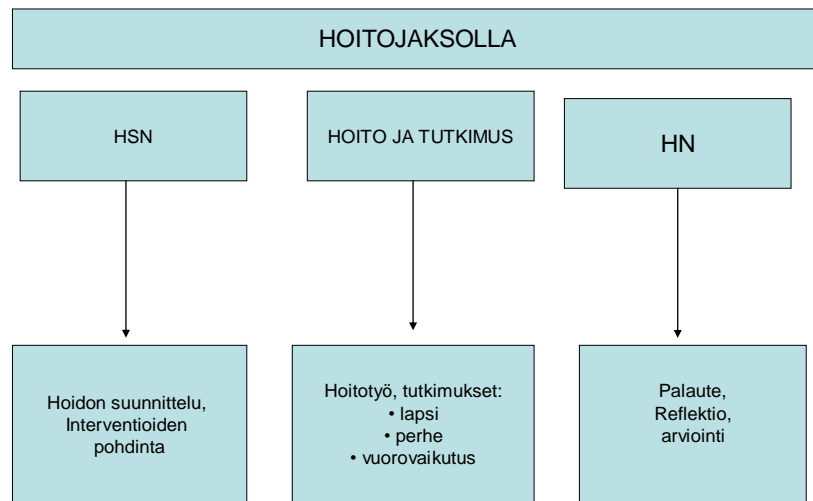 HOITOJAKSOLLA
HSN
HOITO JA TUTKIMUS
HN
Hoidon suunnittelu,
Interventioiden
pohdinta
Hoitotyö, tutkimukset:
• lapsi
• perhe
• vuorovaikutus
Palaute,
Reflektio,
arviointi